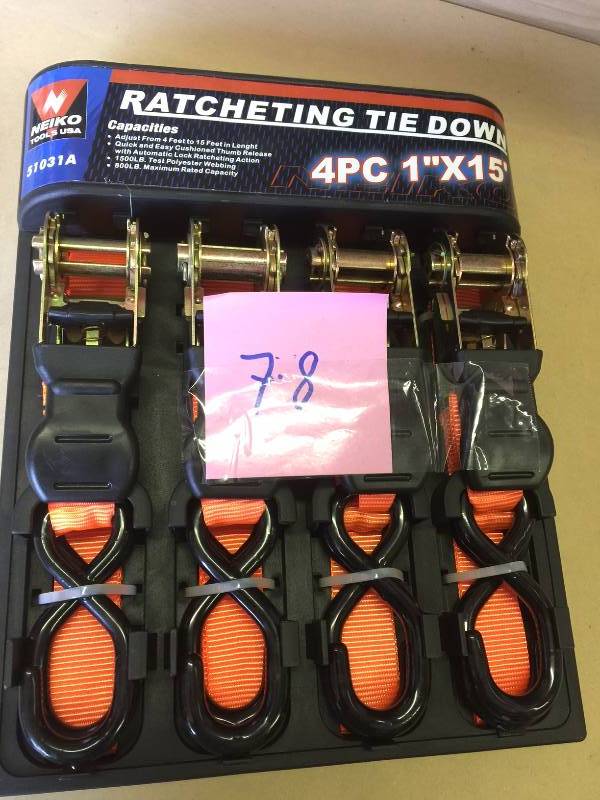 NEIKO
TOOLS USA
51031A
RATCHETING TIE DOWN
Capacities
• Adjust From 4 Feet to 15 Feet in Lenght
• Quick and Easy Cushioned Thumb Release
with Automatic Lock Ratcheting Action
• 1500LB. Test Polyester Webbing
• 800LB. Maximum Rated Capacity
4PC 1"X15'
7.8